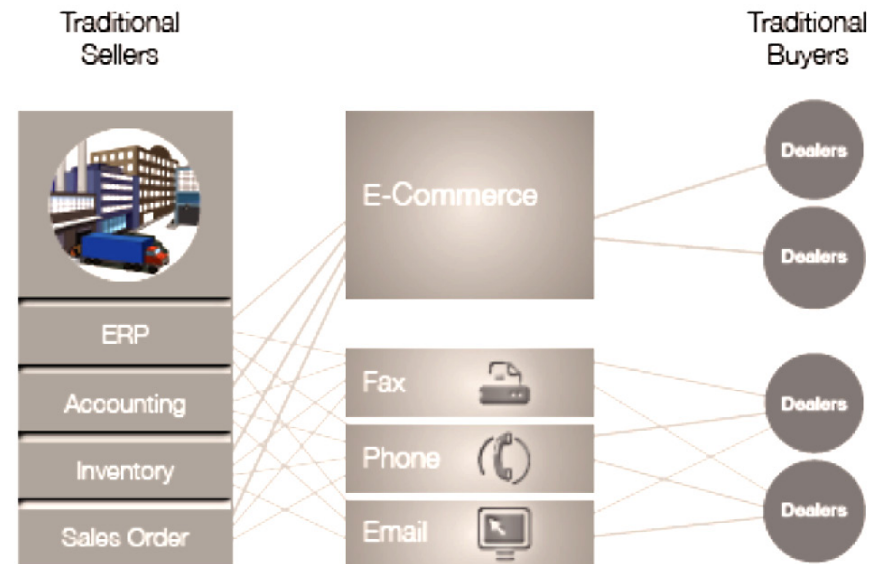 Traditional
Sellers
Traditional
Buyers
E-Commerce
Dealers
Dealers
ERP
Accounting
Inventory
Sales Order
Fax
Phone
Email
Dealers
Dealers